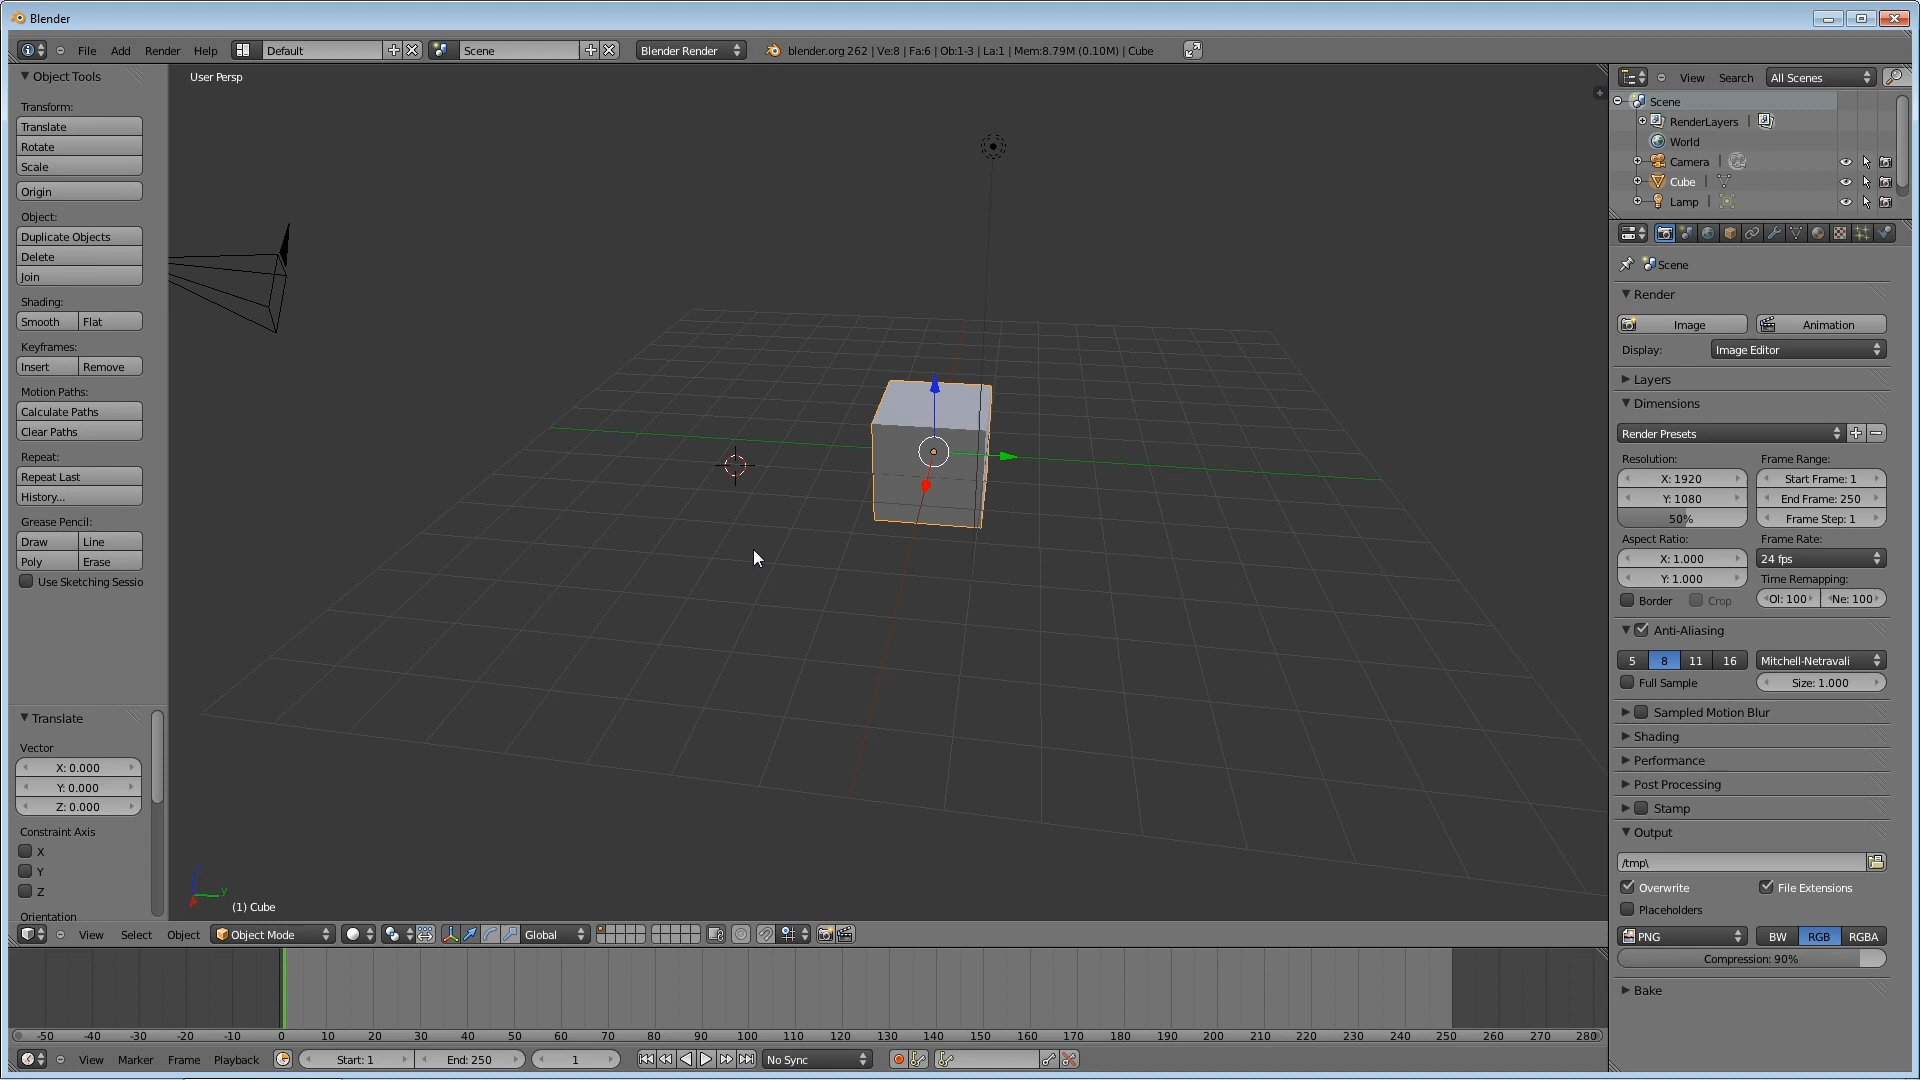 Blender
File Add Render Help Default Scene Blender Render blender.org 262 | Ve:8 | Fa:6 | Ob:1-3 | La:1 | Mem:8.79M (0.10M) | Cube
Object Tools
Transform:
Translate
Rotate
Scale
Origin
Object:
Duplicate Objects
Delete
Join
Shading:
Smooth Flat
Keyframes:
Insert Remove
Motion Paths:
Calculate Paths
Clear Paths
Repeat:
Repeat Last
History...
Grease Pencil:
Draw Line
Poly Erase
Use Sketching Sessio
Translate
Vector
X: 0.000
Y: 0.000
Z: 0.000
Constraint Axis
X
Y
Z
Orientation
User Persp
y
(1) Cube
View Select Object Object Mode Global
-50 -40 -30 -20 -10 0 10 20 30 40 50 60 70 80 90 100 110 120 130 140 150 160 170 180 190 200 210 220 230 240 250 260 270 280
View Marker Frame Playback Start: 1 End: 250 1 No Sync
View Search All Scenes
Scene
RenderLayers |
World
Camera |
Cube |
Lamp |
Scene
Render
Image Animation
Display: Image Editor
Layers
Dimensions
Render Presets
Resolution: Frame Range:
X: 1920 Start Frame: 1
Y: 1080 End Frame: 250
50% Frame Step: 1
Aspect Ratio: Frame Rate:
X: 1.000 24 fps
Y: 1.000 Time Remapping:
Border Crop Ol: 100 Ne: 100
Anti-Aliasing
5 8 11 16 Mitchell-Netravali
Full Sample Size: 1.000
Sampled Motion Blur
Shading
Performance
Post Processing
Stamp
Output
/tmp\
Overwrite File Extensions
Placeholders
PNG BW RGB RGBA
Compression: 90%
Bake